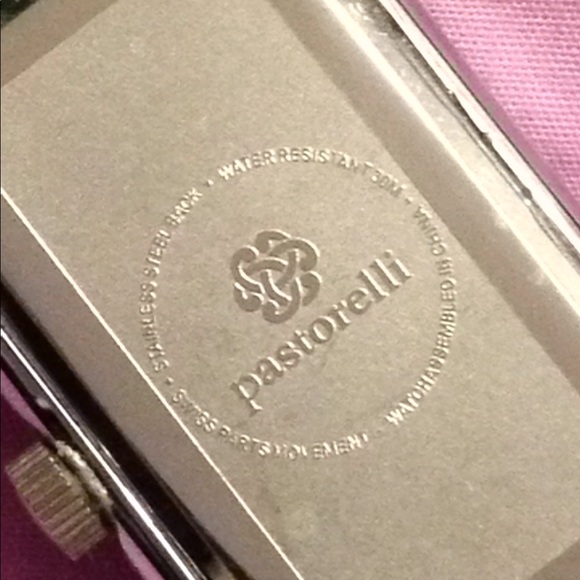 WATER RESISTANT 30M • WATCH ASSEMBLED IN CHINA • SWISS PARTS MOVEMENT • STAINLESS STEEL BACK •
pastorelli